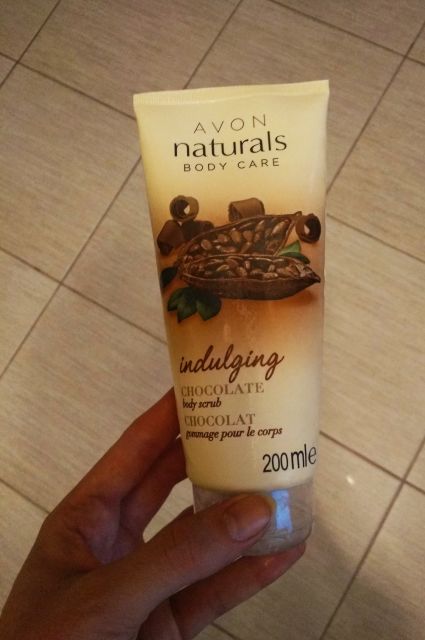 AVON
naturals
BODY CARE
indulging
CHOCOLATE
body scrub
CHOCOLAT
gommage pour le corps
200ml℮